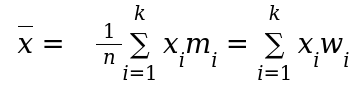 x̅ = 1/n ∑_{i=1}^{k} x_i m_i = ∑_{i=1}^{k} x_i w_i